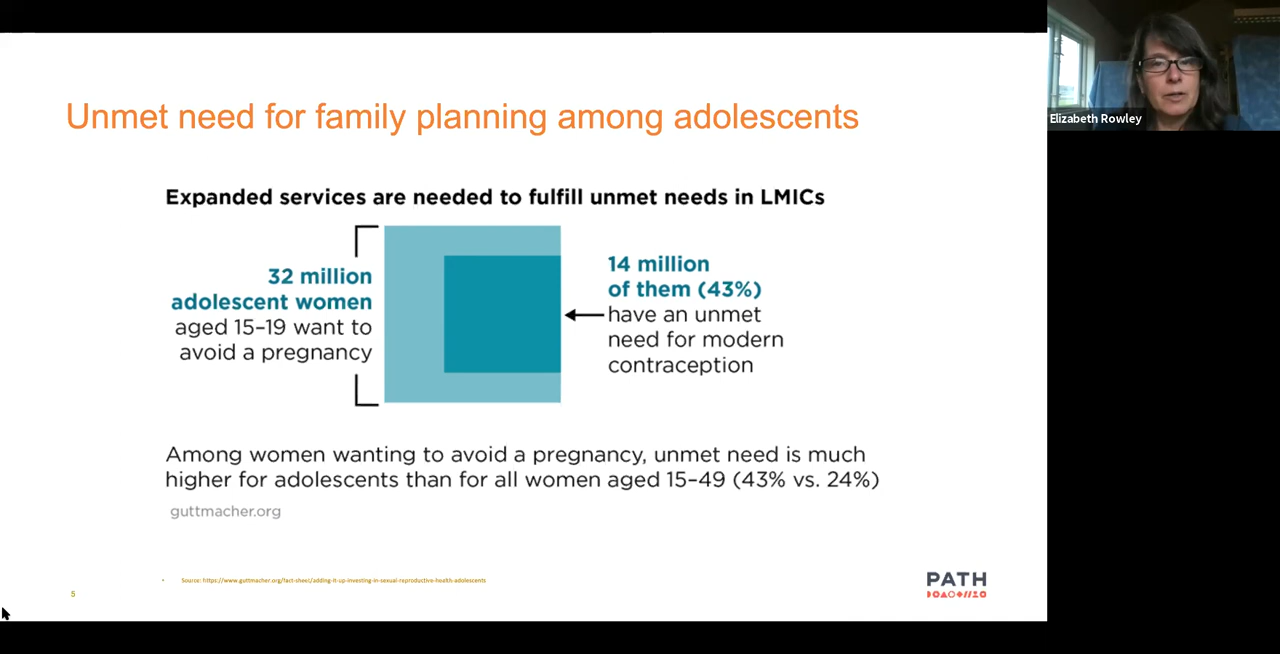 Unmet need for family planning among adolescents
Elizabeth Rowley
Expanded services are needed to fulfill unmet needs in LMICs
32 million
adolescent women
aged 15–19 want to
avoid a pregnancy
14 million
of them (43%)
have an unmet
need for modern
contraception
Among women wanting to avoid a pregnancy, unmet need is much
higher for adolescents than for all women aged 15–49 (43% vs. 24%)
guttmacher.org
• Source: https://www.guttmacher.org/fact-sheet/adding-it-up-investing-in-sexual-reproductive-health-adolescents
5
PATH